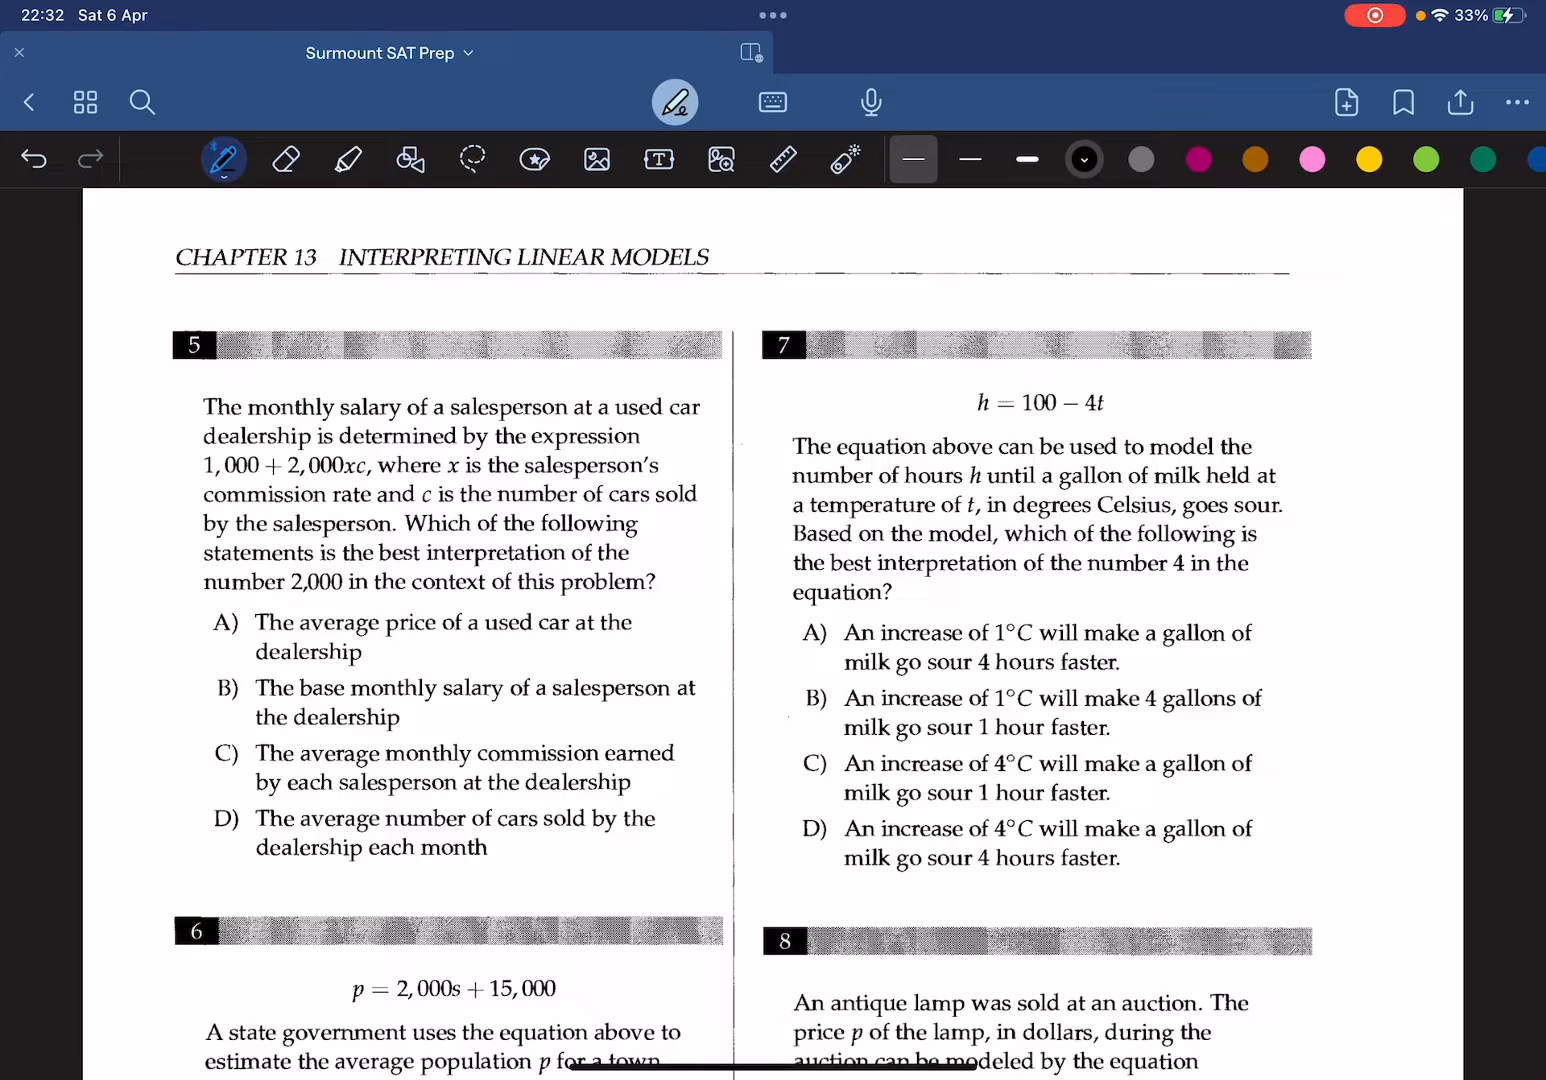 22:32 Sat 6 Apr
33%
Surmount SAT Prep
CHAPTER 13 INTERPRETING LINEAR MODELS
5
The monthly salary of a salesperson at a used car
dealership is determined by the expression
1,000 + 2,000xc, where x is the salesperson's
commission rate and c is the number of cars sold
by the salesperson. Which of the following
statements is the best interpretation of the
number 2,000 in the context of this problem?
A) The average price of a used car at the
dealership
B) The base monthly salary of a salesperson at
the dealership
C) The average monthly commission earned
by each salesperson at the dealership
D) The average number of cars sold by the
dealership each month
6
p = 2,000s + 15,000
A state government uses the equation above to
estimate the average population p for a town
7
h = 100 – 4t
The equation above can be used to model the
number of hours h until a gallon of milk held at
a temperature of t, in degrees Celsius, goes sour.
Based on the model, which of the following is
the best interpretation of the number 4 in the
equation?
A) An increase of 1°C will make a gallon of
milk go sour 4 hours faster.
B) An increase of 1°C will make 4 gallons of
milk go sour 1 hour faster.
C) An increase of 4°C will make a gallon of
milk go sour 1 hour faster.
D) An increase of 4°C will make a gallon of
milk go sour 4 hours faster.
8
An antique lamp was sold at an auction. The
price p of the lamp, in dollars, during the
auction can be modeled by the equation